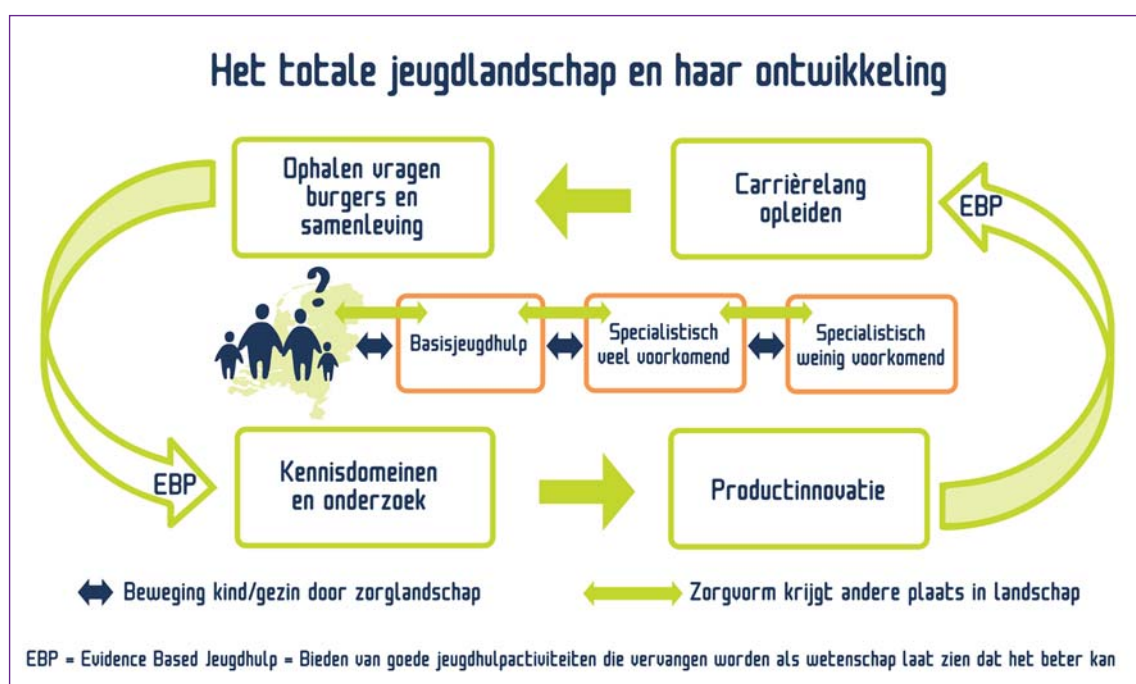 Het totale jeugdlandschap en haar ontwikkeling
Ophalen vragen
burgers en
samenleving
Carrièrelang
opleiden
EBP
?
Basisjeugdhulp
Specialistisch
veel voorkomend
Specialistisch
weinig voorkomend
EBP
Kennisdomeinen
en onderzoek
Productinnovatie
Beweging kind/gezin door zorglandschap
Zorgvorm krijgt andere plaats in landschap
EBP = Evidence Based Jeugdhulp = Bieden van goede jeugdhulpactiviteiten die vervangen worden als wetenschap laat zien dat het beter kan